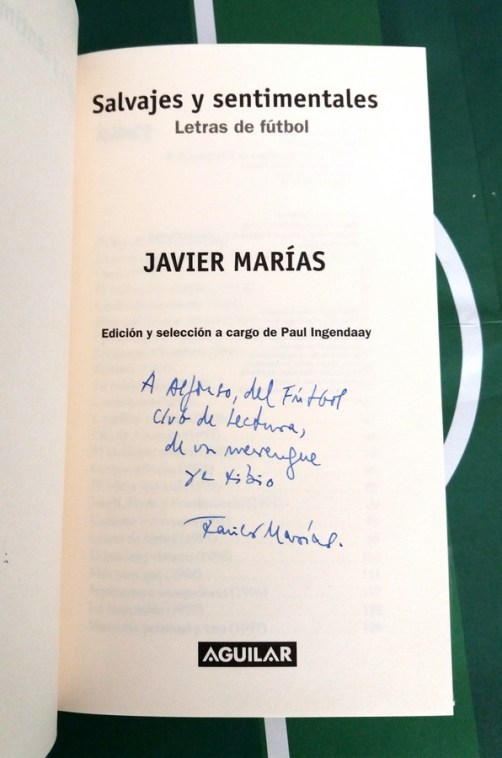 Salvajes y sentimentales
Letras de fútbol
JAVIER MARÍAS
Edición y selección a cargo de Paul Ingendaay
A Alfonso, del Fútbol
Club de Lectura,
de un merengue
ya tibio
Javier Marías.
AGUILAR